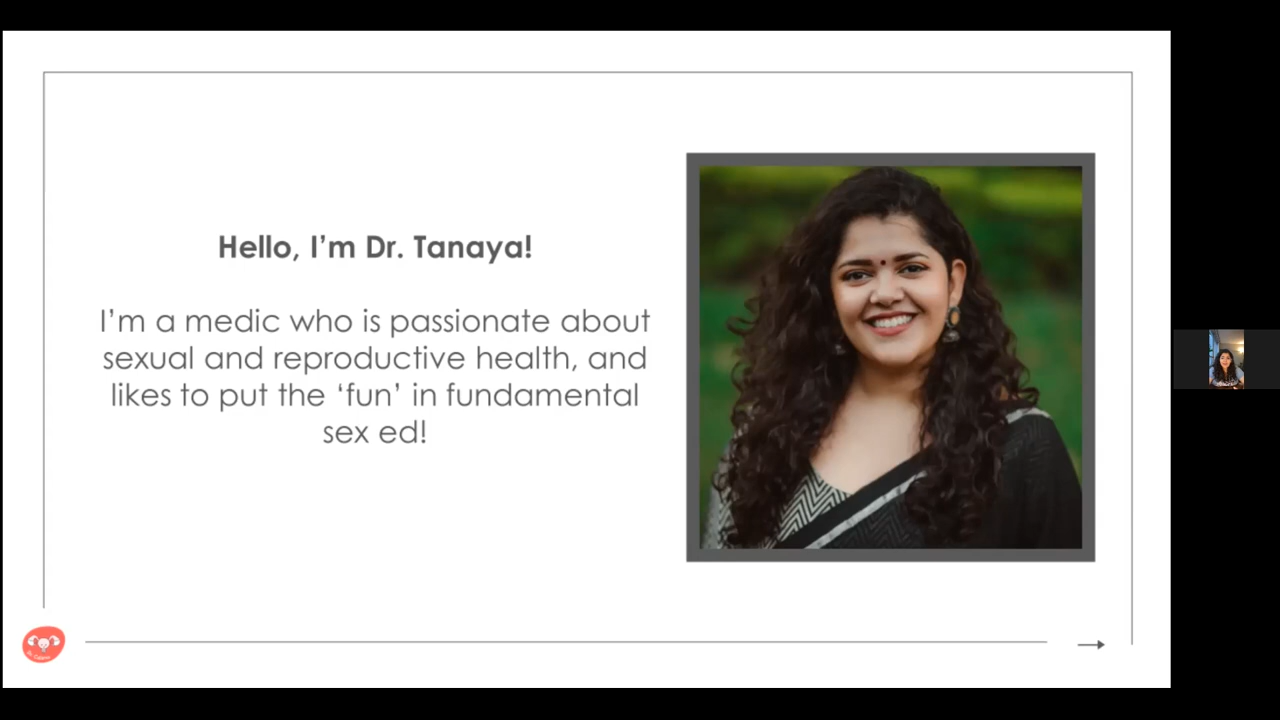 Hello, I’m Dr. Tanaya!
I’m a medic who is passionate about
sexual and reproductive health, and
likes to put the ‘fun’ in fundamental
sex ed!